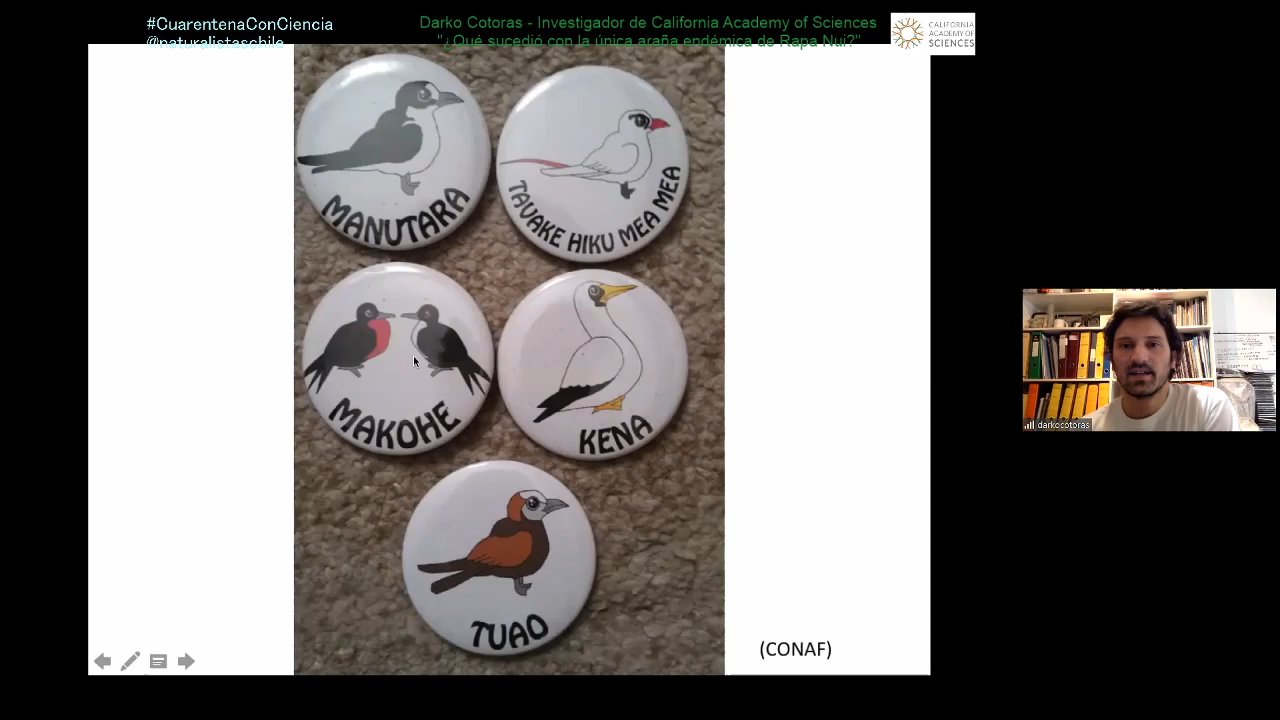 #CuarentenaConCiencia
@naturalistaschile
Darko Cotoras - Investigador de California Academy of Sciences
"¿Qué sucedió con la única araña endémica de Rapa Nui?"
CALIFORNIA
ACADEMY OF
SCIENCES
MANUTARA
TAVAKE HIKU MEA MEA
MAKOHE
KENA
TUAO
(CONAF)
darkocotoras